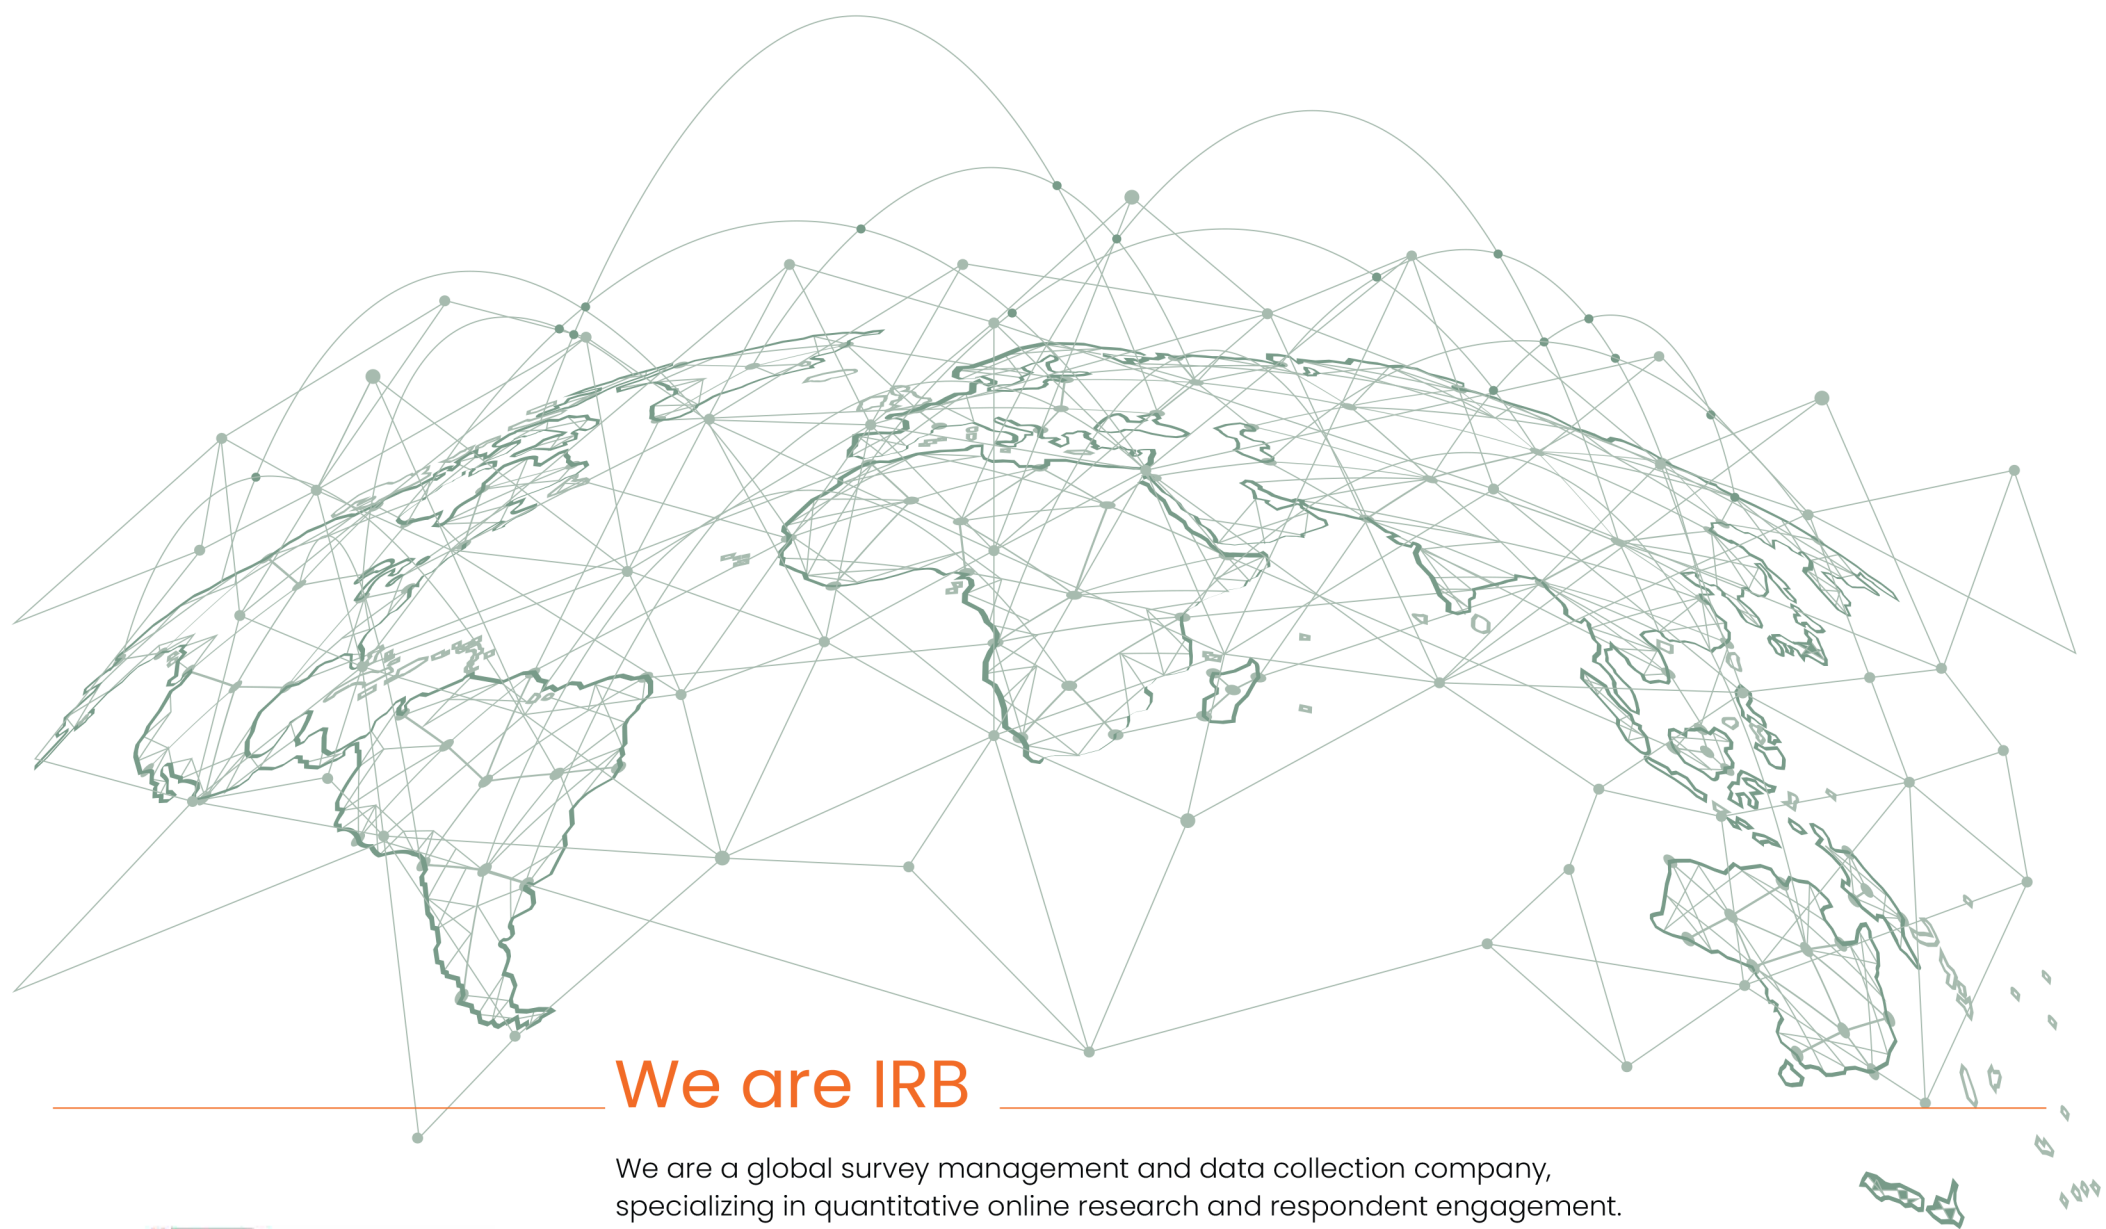 We are IRB
We are a global survey management and data collection company,
specializing in quantitative online research and respondent engagement.